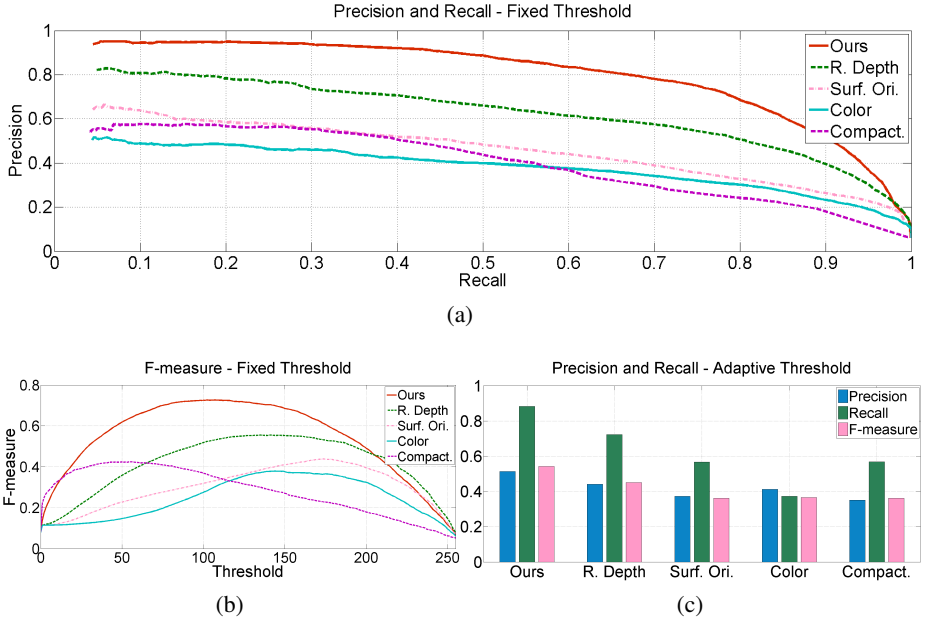 Precision and Recall - Fixed Threshold
1
0.8
0.6
0.4
0.2
0
Precision
Ours
R. Depth
Surf. Ori.
Color
Compact.
0 0.1 0.2 0.3 0.4 0.5 0.6 0.7 0.8 0.9 1
Recall
(a)
F-measure - Fixed Threshold
0.8
0.6
0.4
0.2
0
F-measure
Ours
R. Depth
Surf. Ori.
Color
Compact.
0 50 100 150 200 250
Threshold
(b)
Precision and Recall - Adaptive Threshold
1
0.8
0.6
0.4
0.2
0
Precision
Recall
F-measure
Ours R. Depth Surf. Ori. Color Compact.
(c)